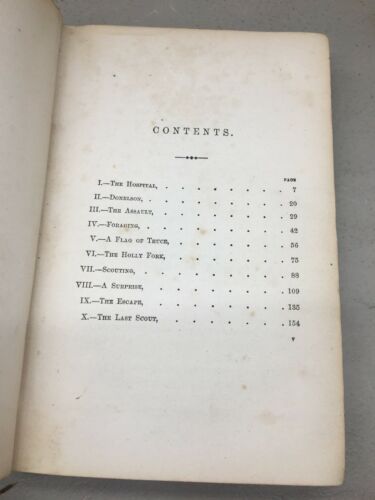 CONTENTS.
PAGE
I.—The Hospital, . . . . . . . 7
II.—Donelson, . . . . . . . 20
III.—The Assault, . . . . . . . 29
IV.—Foraging, . . . . . . . 42
V.—A Flag of Truce, . . . . . . 56
VI.—The Holly Fork, . . . . . . 75
VII.—Scouting, . . . . . . . 88
VIII.—A Surprise, . . . . . . . 109
IX.—The Escape, . . . . . . . 135
X.—The Last Scout, . . . . . . 154
v